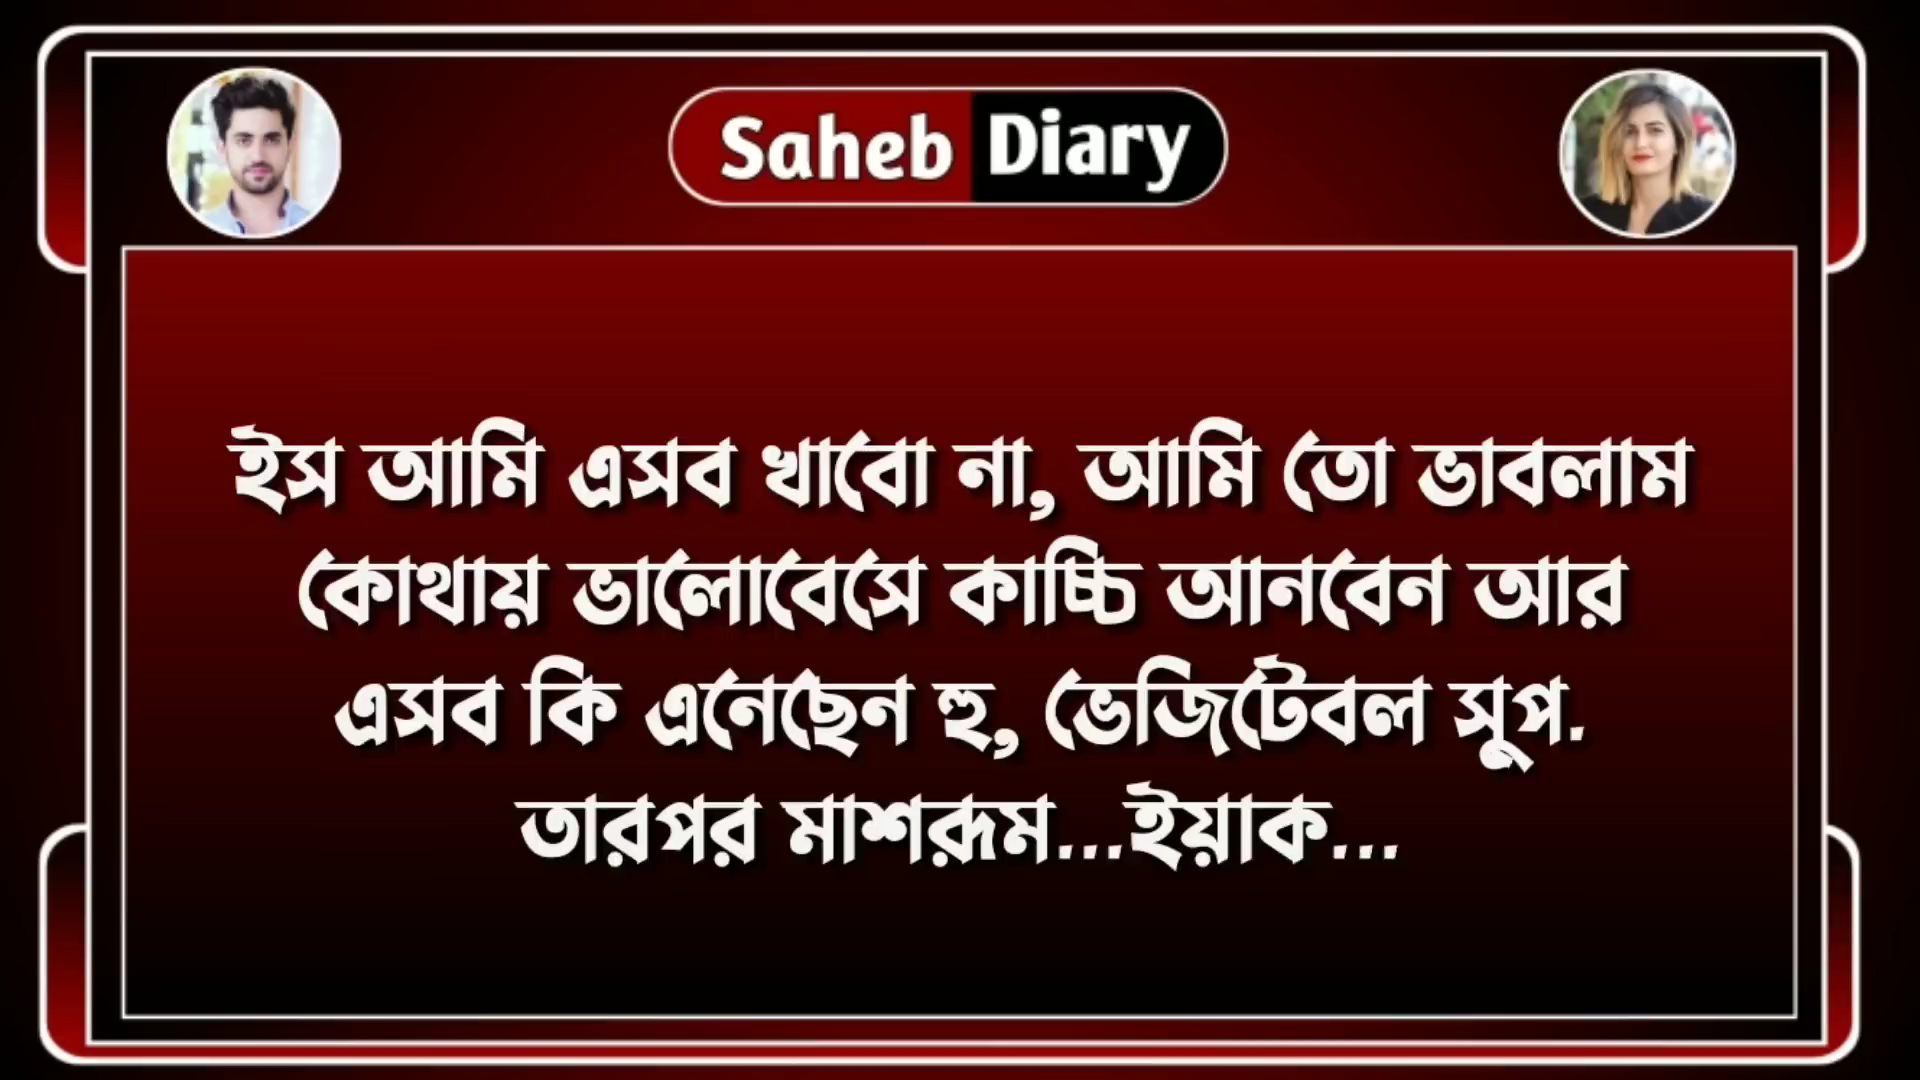 Saheb Diary
ইস আমি এসব খাবো না, আমি তো ভাবলাম
কোথায় ভালোবেসে কাচ্চি আনবেন আর
এসব কি এনেছেন হু, ভেজিটেবল সুপ.
তারপর মাশরূম...ইয়াক...